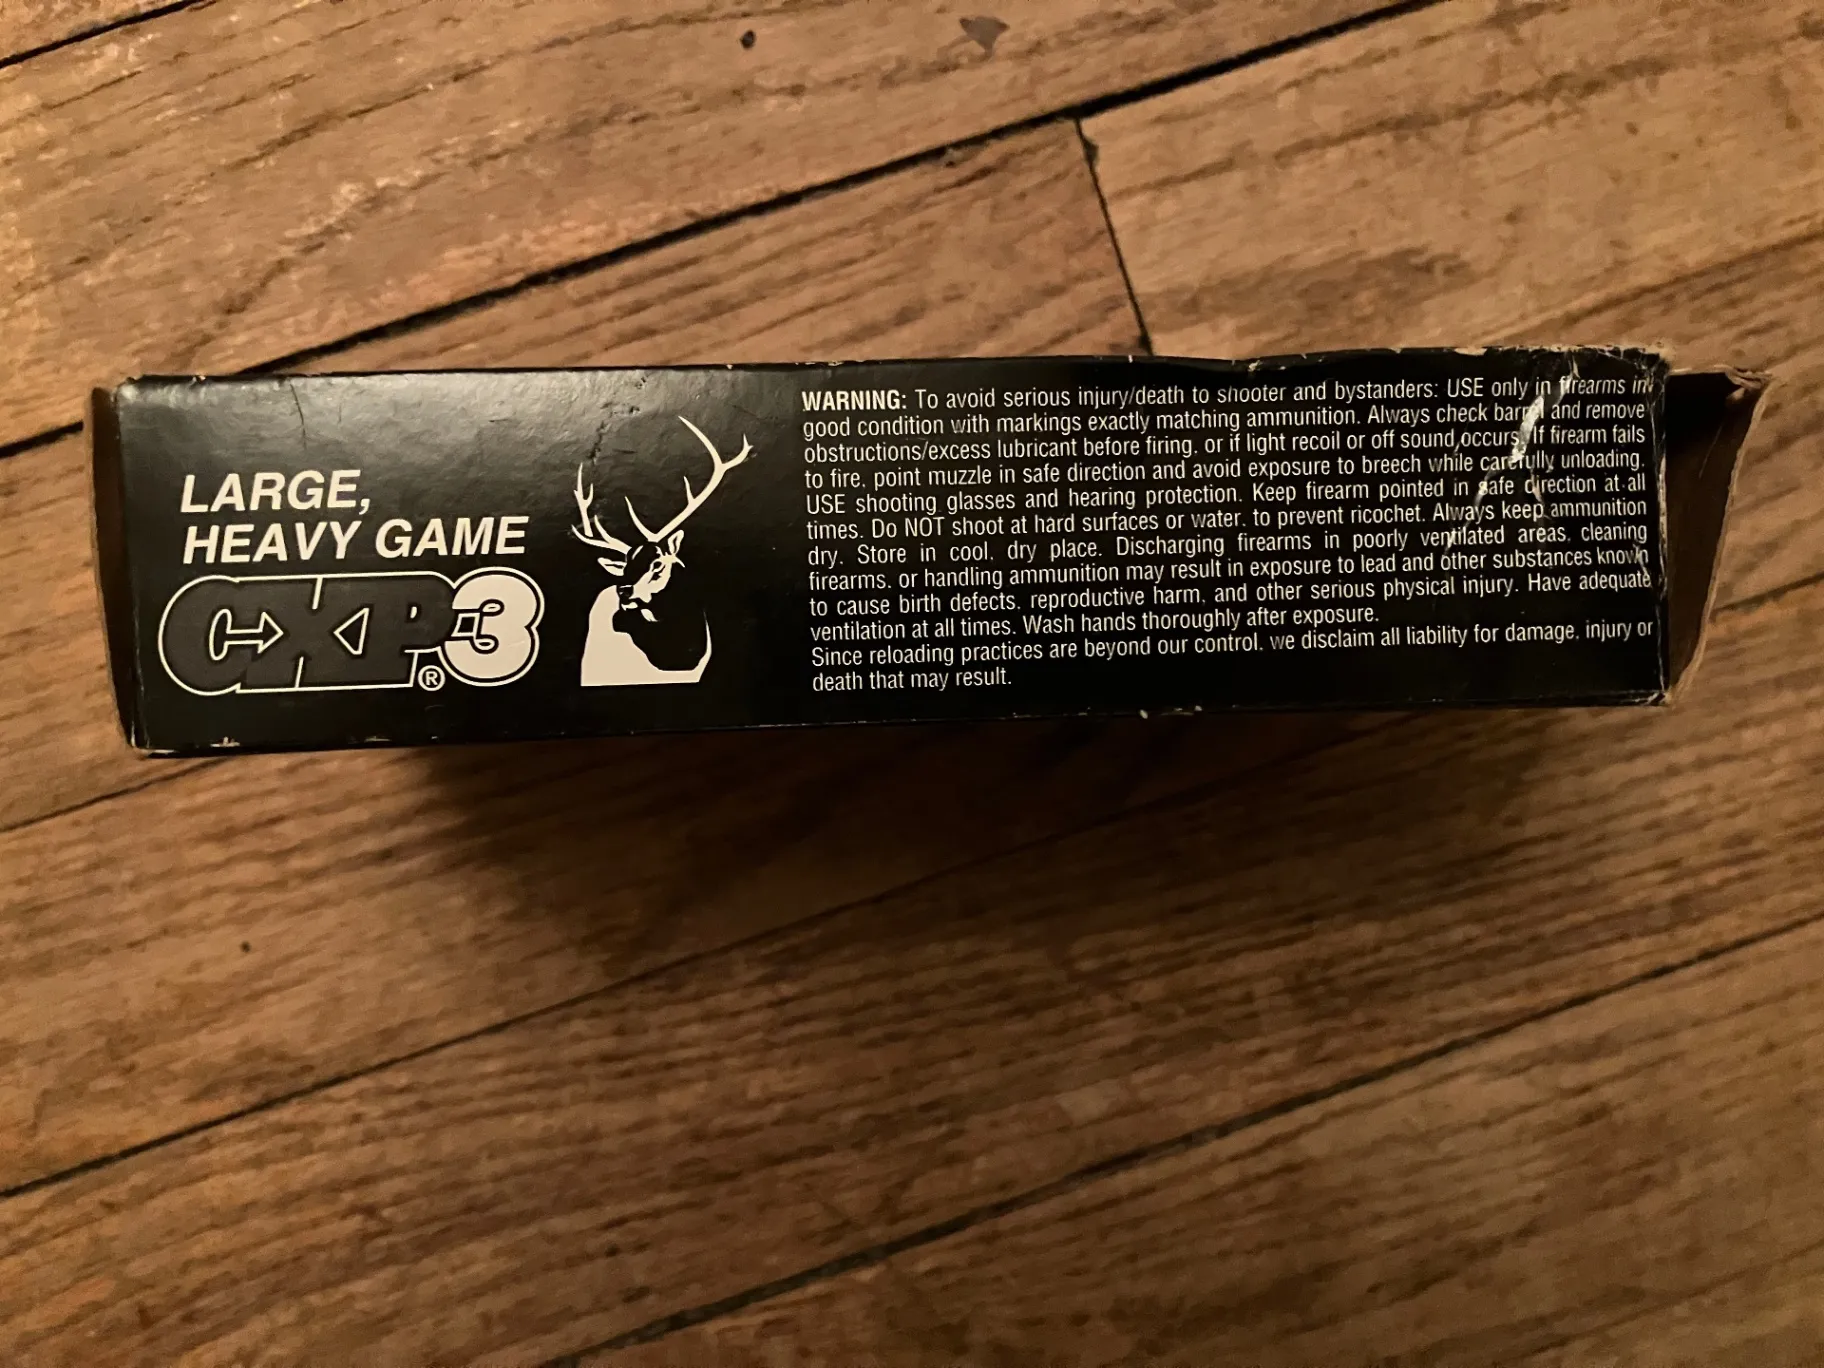 LARGE,
HEAVY GAME
CXP3
®
WARNING: To avoid serious injury/death to shooter and bystanders: USE only in firearms in
good condition with markings exactly matching ammunition. Always check barrel and remove
obstructions/excess lubricant before firing, or if light recoil or off sound occurs. If firearm fails
to fire, point muzzle in safe direction and avoid exposure to breech while carefully unloading.
USE shooting glasses and hearing protection. Keep firearm pointed in safe direction at all
times. Do NOT shoot at hard surfaces or water, to prevent ricochet. Always keep ammunition
dry. Store in cool, dry place. Discharging firearms in poorly ventilated areas, cleaning
firearms, or handling ammunition may result in exposure to lead and other substances known
to cause birth defects, reproductive harm, and other serious physical injury. Have adequate
ventilation at all times. Wash hands thoroughly after exposure.
Since reloading practices are beyond our control, we disclaim all liability for damage, injury or
death that may result.